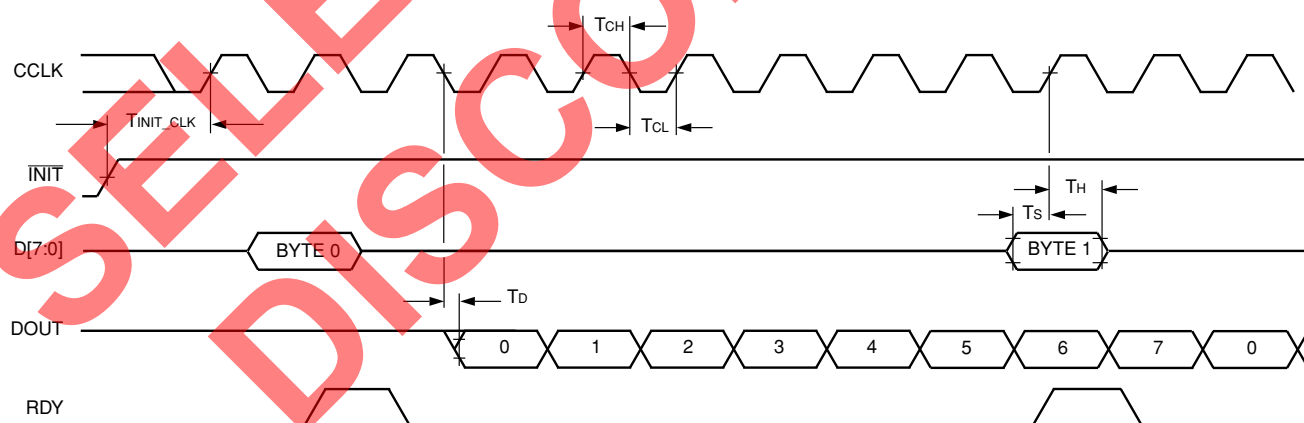 TCH
CCLK
TINIT_CLK
TCL
INIT
TH
TS
D[7:0]
BYTE 0
BYTE 1
TD
DOUT
0 1 2 3 4 5 6 7 0
RDY
SELE
DISCO